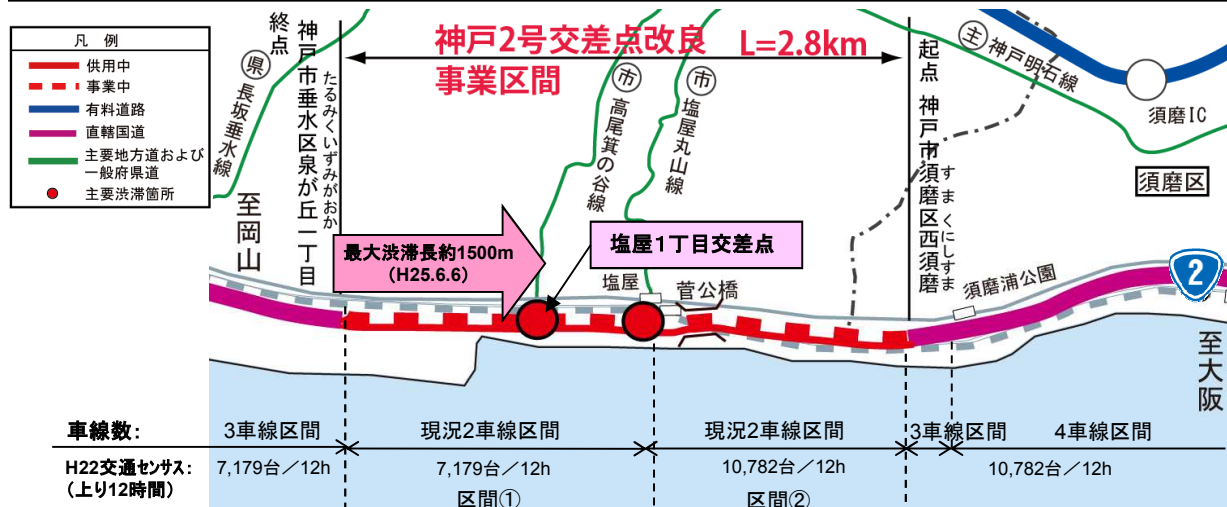 凡 例
供用中
事業中
有料道路
直轄国道
主要地方道および
一般府県道
主要渋滞箇所
終点
神戸市垂水区泉が丘一丁目
たるみくいずみがおか
県 長坂垂水線
至岡山
神戸2号交差点改良 L=2.8km
事業区間
市 高尾箕の谷線
市 塩屋丸山線
起点 神戸市須磨区西須磨
すまくにしすま
主 神戸明石線
須磨IC
須磨区
最大渋滞長約1500m
(H25.6.6)
塩屋1丁目交差点
塩屋
菅公橋
須磨浦公園
2
至大阪
車線数: 3車線区間 現況2車線区間 現況2車線区間 3車線区間 4車線区間
H22交通センサス: 7,179台/12h 7,179台/12h 10,782台/12h 10,782台/12h
(上り12時間) 区間① 区間②